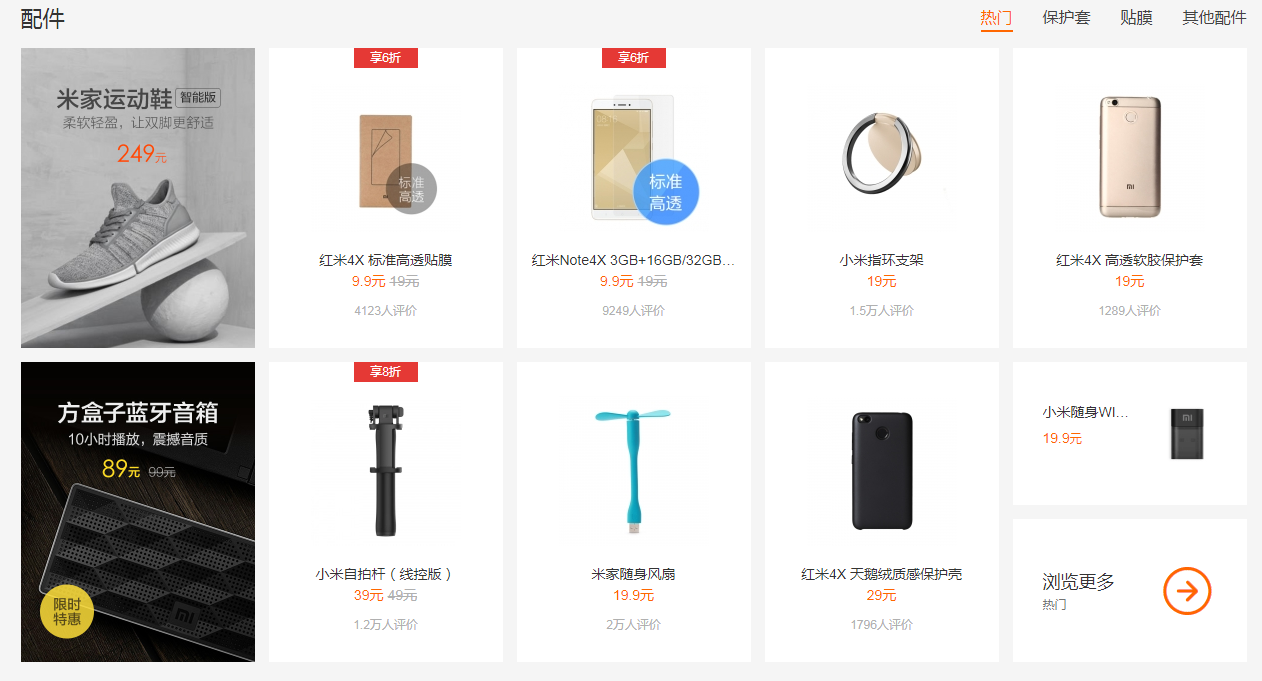 配件
热门
保护套
贴膜
其他配件
米家运动鞋 智能版
柔软轻盈，让双脚更舒适
249元
享6折
标准
高透
红米4X 标准高透贴膜
9.9元 19元
4123人评价
享6折
标准
高透
红米Note4X 3GB+16GB/32GB...
9.9元 19元
9249人评价
小米指环支架
19元
1.5万人评价
mi
红米4X 高透软胶保护套
19元
1289人评价
方盒子蓝牙音箱
10小时播放，震撼音质
89元 99元
限时
特惠
mi
享8折
小米自拍杆（线控版）
39元 49元
1.2万人评价
米家随身风扇
19.9元
2万人评价
红米4X 天鹅绒质感保护壳
29元
1796人评价
小米随身WI...
19.9元
mi
浏览更多
热门